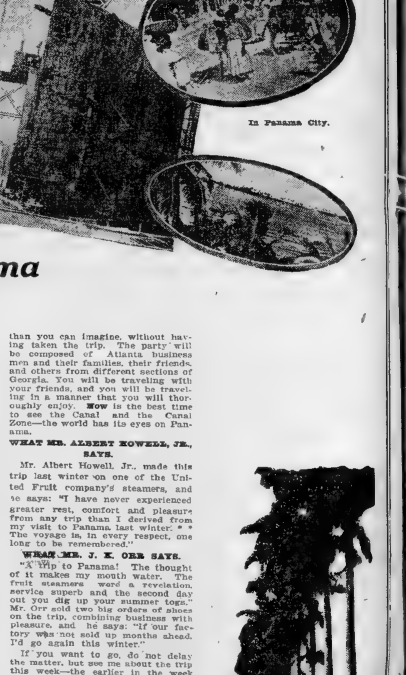 In Panama City.
ma
than you can imagine, without hav-
ing taken the trip. The party will
be composed of Atlanta business
men and their families, their friends,
and others from different sections of
Georgia. You will be traveling with
your friends, and you will be travel-
ing in a manner that you will thor-
oughly enjoy. Now is the best time
to see the Canal and the Canal
Zone—the world has its eyes on Pan-
ama.
WHAT MR. ALBERT HOWELL, JR.,
SAYS.
Mr. Albert Howell, Jr., made this
trip last winter on one of the Uni-
ted Fruit company's steamers, and
he says: "I have never experienced
greater rest, comfort and pleasure
from any trip than I derived from
my visit to Panama last winter. * *
The voyage is, in every respect, one
long to be remembered."
WHAT MR. J. K. ORR SAYS.
"A trip to Panama! The thought
of it makes my mouth water. The
fruit steamers were a revelation,
service superb and the second day
out you dig up your summer togs."
Mr. Orr sold two big orders of shoes
on the trip, combining business with
pleasure, and he says: "If our fac-
tory was not sold up months ahead,
I'd go again this winter."
If you want to go, do not delay
the matter, but see me about the trip
this week—the earlier in the week